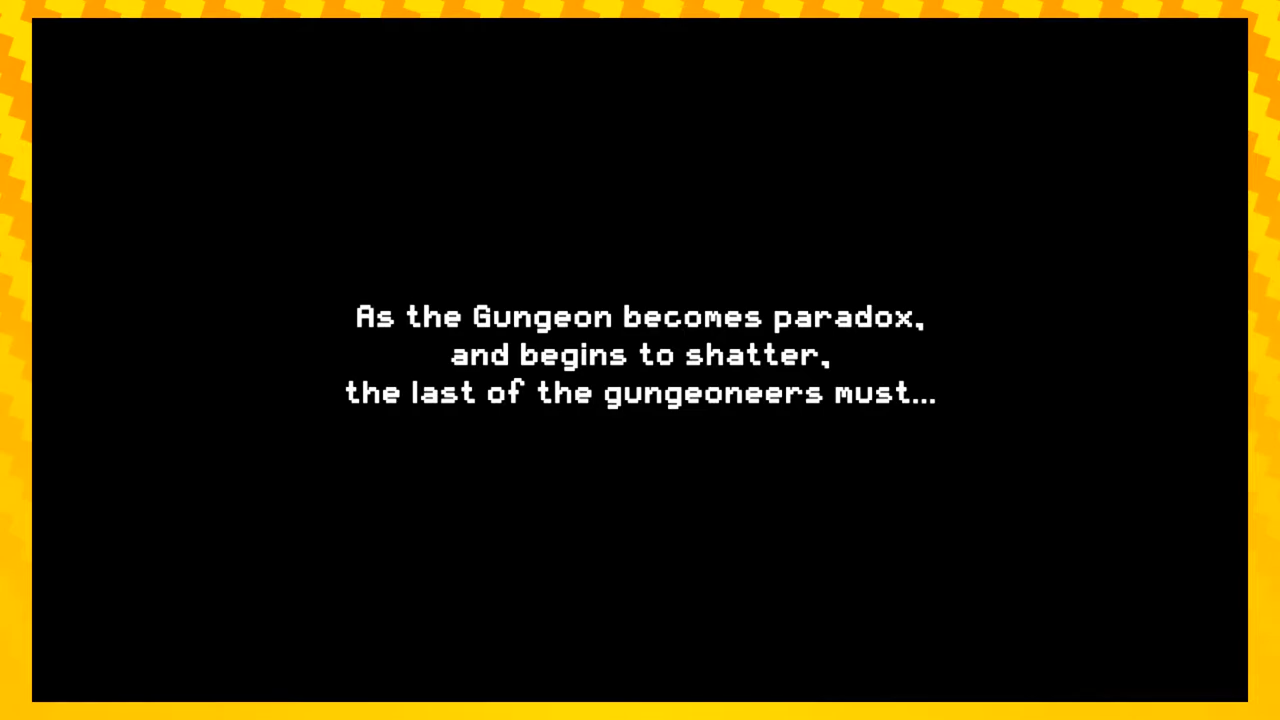 As the Gungeon becomes paradox,
and begins to shatter,
the last of the gungeoneers must...